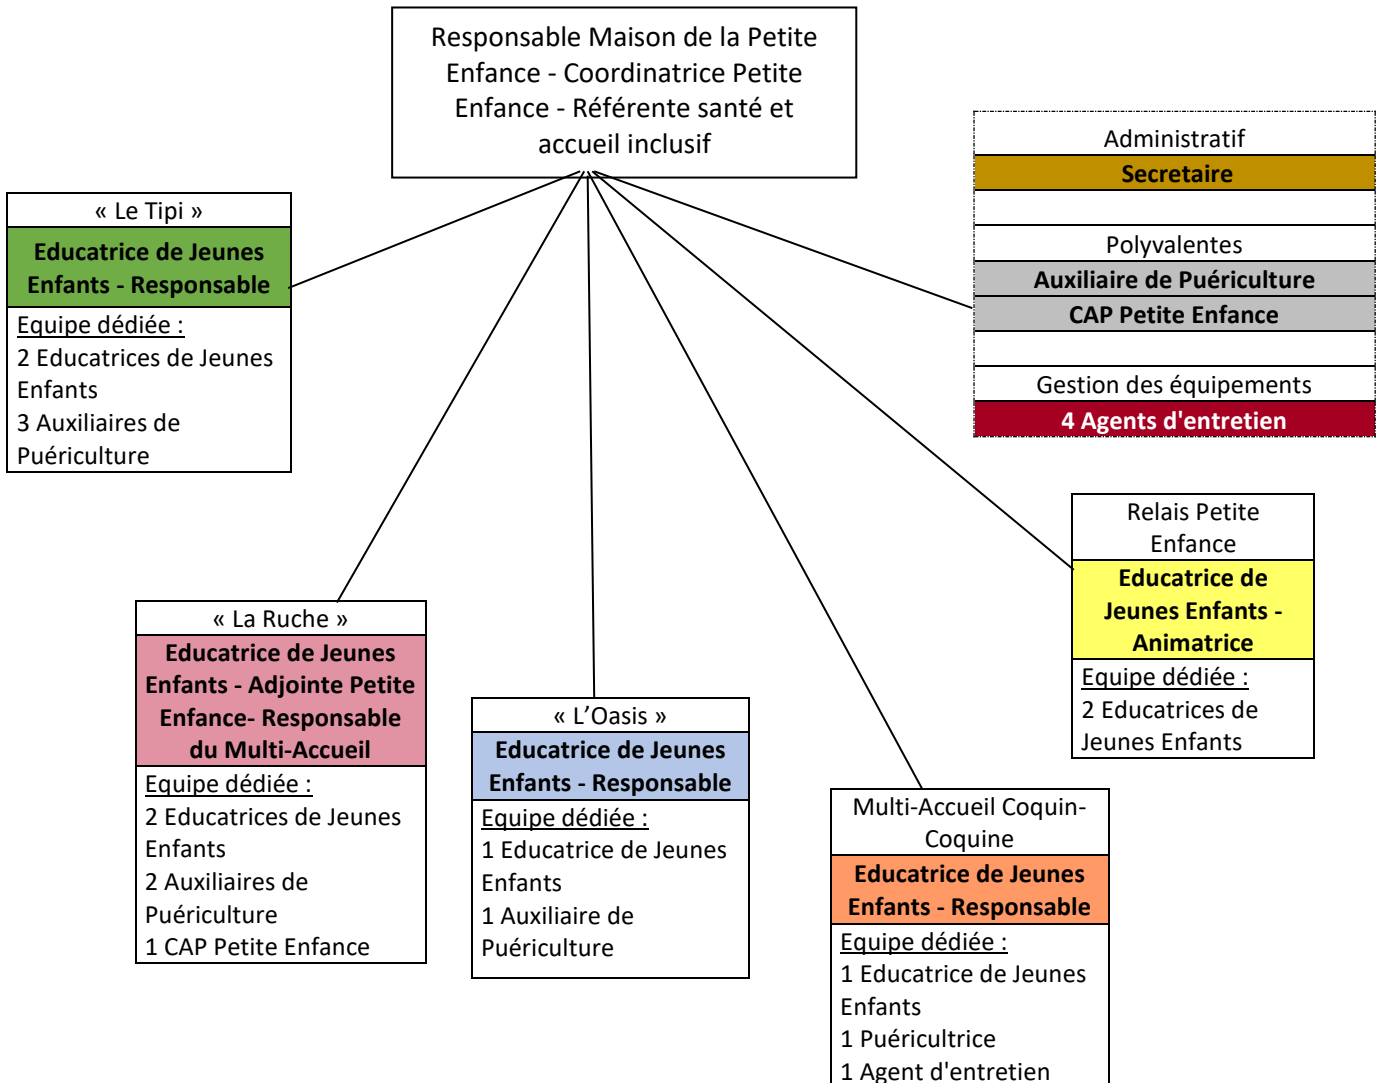 Responsable Maison de la Petite
Enfance - Coordinatrice Petite
Enfance - Référente santé et
accueil inclusif
Administratif
Secretaire
Polyvalentes
Auxiliaire de Puériculture
CAP Petite Enfance
Gestion des équipements
4 Agents d'entretien
« Le Tipi »
Educatrice de Jeunes
Enfants - Responsable
Equipe dédiée :
2 Educatrices de Jeunes
Enfants
3 Auxiliaires de
Puériculture
Relais Petite
Enfance
Educatrice de
Jeunes Enfants -
Animatrice
Equipe dédiée :
2 Educatrices de
Jeunes Enfants
« La Ruche »
Educatrice de Jeunes
Enfants - Adjointe Petite
Enfance- Responsable
du Multi-Accueil
Equipe dédiée :
2 Educatrices de Jeunes
Enfants
2 Auxiliaires de
Puériculture
1 CAP Petite Enfance
« L’Oasis »
Educatrice de Jeunes
Enfants - Responsable
Equipe dédiée :
1 Educatrice de Jeunes
Enfants
1 Auxiliaire de
Puériculture
Multi-Accueil Coquin-
Coquine
Educatrice de Jeunes
Enfants - Responsable
Equipe dédiée :
1 Educatrice de Jeunes
Enfants
1 Puéricultrice
1 Agent d'entretien